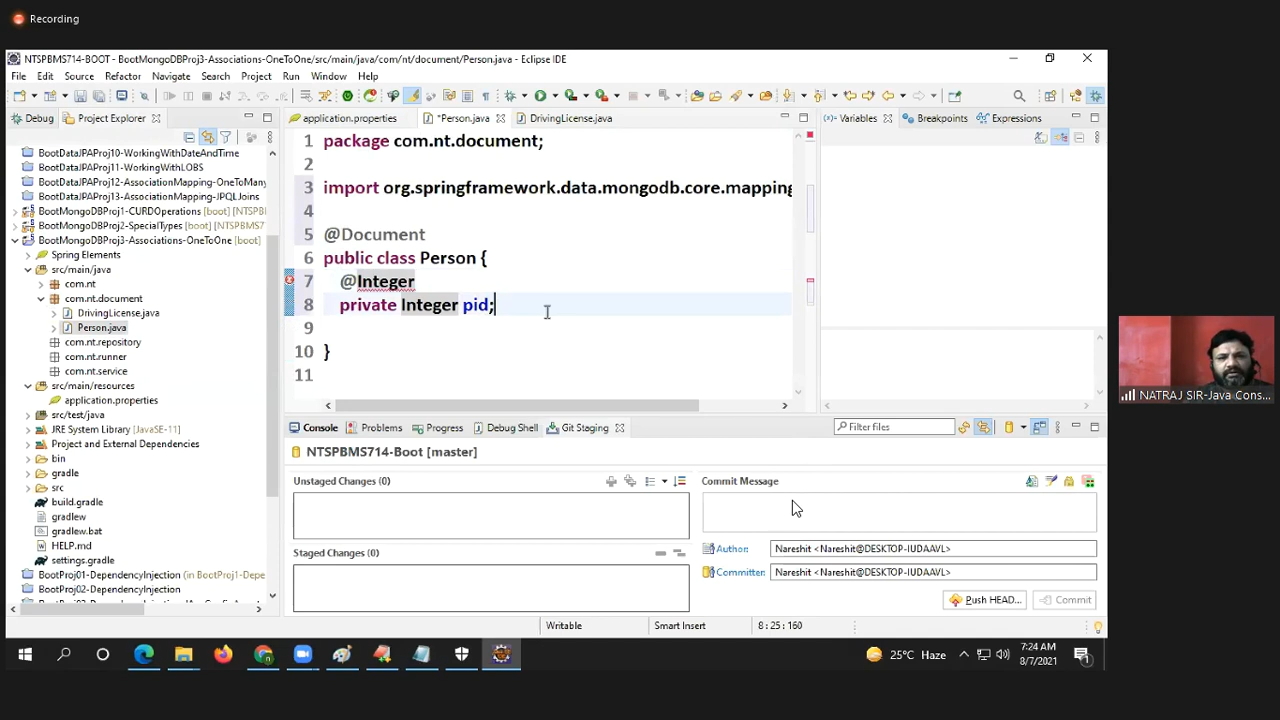 Recording
NTSPBMS714-BOOT - BootMongoDBProj3-Associations-OneToOne/src/main/java/com/nt/document/Person.java - Eclipse IDE
File Edit Source Refactor Navigate Search Project Run Window Help
Debug Project Explorer
application.properties *Person.java DrivingLicense.java
Variables Breakpoints Expressions
BootDataJPAProj10-WorkingWithDateAndTime
BootDataJPAProj11-WorkingWithLOBS
BootDataJPAProj12-AssociationMapping-OneToMany
BootDataJPAProj13-AssociationMapping-JPQLJoins
BootMongoDBProj1-CURDOperations [boot] [NTSPBMS
BootMongoDBProj2-SpecialTypes [boot] [NTSPBMS7
BootMongoDBProj3-Associations-OneToOne [boot]
Spring Elements
src/main/java
com.nt
com.nt.document
DrivingLicense.java
Person.java
com.nt.repository
com.nt.runner
com.nt.service
src/main/resources
application.properties
src/test/java
JRE System Library [JavaSE-11]
Project and External Dependencies
bin
gradle
src
build.gradle
gradlew
gradlew.bat
HELP.md
settings.gradle
BootProj01-DependencyInjection (in BootProj1-Depe
BootProj02-DependencyInjection
1 package com.nt.document;
2
3 import org.springframework.data.mongodb.core.mapping
4
5 @Document
6 public class Person {
7 @Integer
8 private Integer pid;
9
10 }
11
Console Problems Progress Debug Shell Git Staging
Filter files
NTSPBMS714-Boot [master]
Unstaged Changes (0)
Staged Changes (0)
Commit Message
Author: Nareshit <Nareshit@DESKTOP-IUDAAVL>
Committer: Nareshit <Nareshit@DESKTOP-IUDAAVL>
Push HEAD... Commit
Writable Smart Insert 8 : 25 : 160
25°C Haze
7:24 AM
8/7/2021
1
NATRAJ SIR-Java Cons...